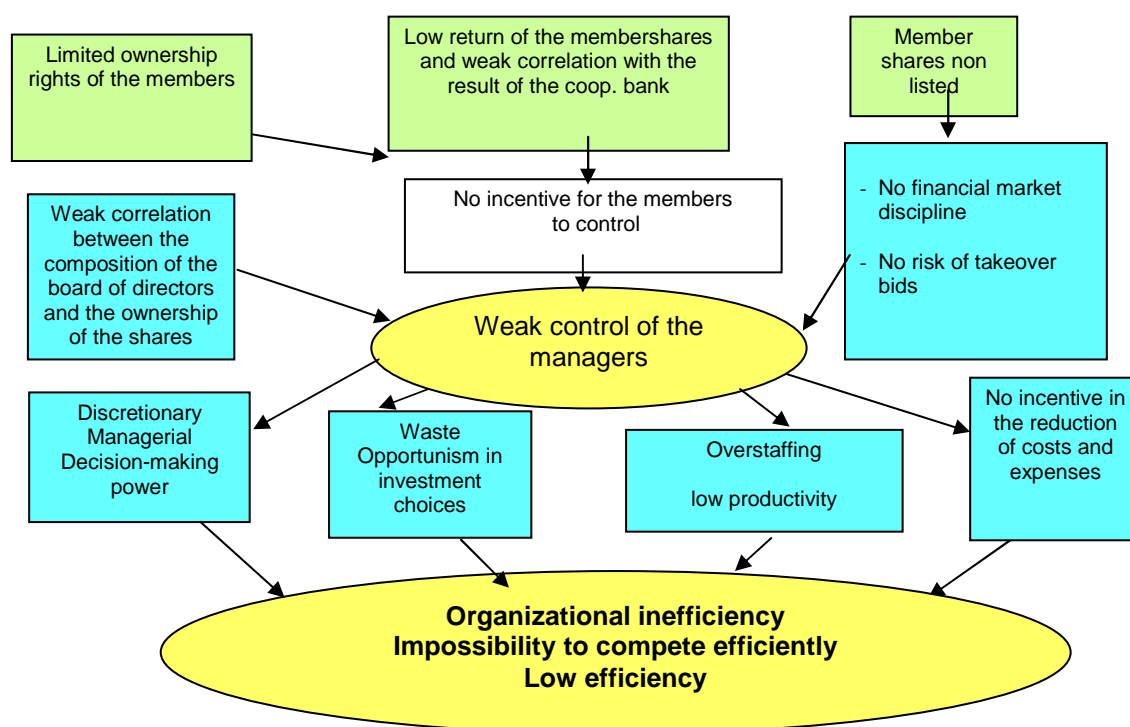 Limited ownership
rights of the members
Low return of the membershares
and weak correlation with the
result of the coop. bank
Member
shares non
listed
No incentive for the members
to control
- No financial market
discipline
- No risk of takeover
bids
Weak correlation
between the
composition of the
board of directors
and the ownership
of the shares
Weak control of the
managers
Discretionary
Managerial
Decision-making
power
Waste
Opportunism in
investment
choices
Overstaffing
low productivity
No incentive in
the reduction
of costs and
expenses
Organizational inefficiency
Impossibility to compete efficiently
Low efficiency